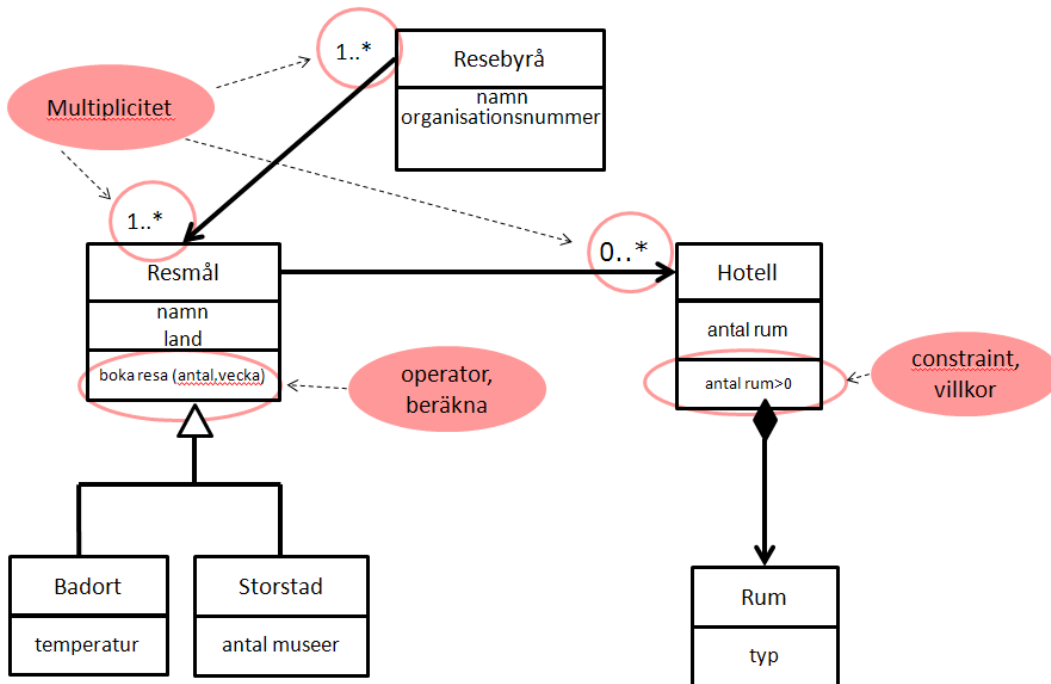 1..*
Resebyrå
namn
organisationsnummer
Multiplicitet
1..*
0..*
Resmål
namn
land
boka resa (antal,vecka)
Hotell
antal rum
antal rum>0
operator,
beräkna
constraint,
villkor
Badort
temperatur
Storstad
antal museer
Rum
typ